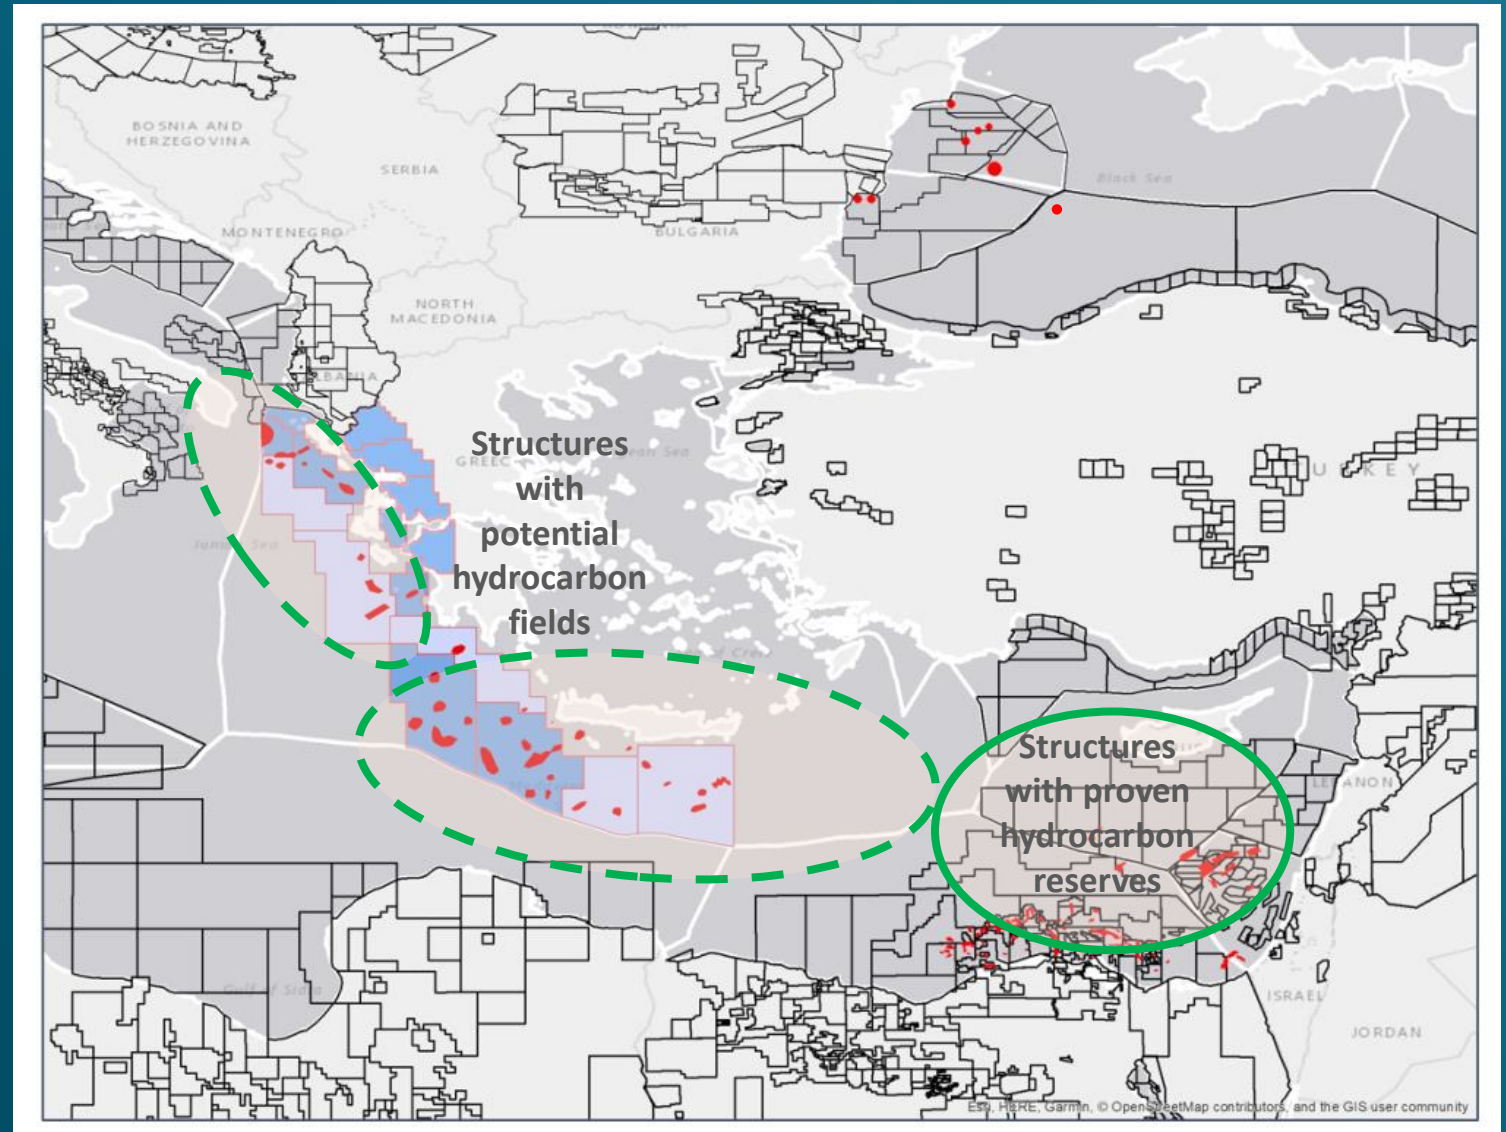 BOSNIA AND
HERZEGOVINA
SERBIA
Black Sea
MONTENEGRO
BULGARIA
NORTH
MACEDONIA
Structures
with
potential
hydrocarbon
fields
TURKEY
Structures
with proven
hydrocarbon
reserves
Gulf of Sidra
ISRAEL
JORDAN
Esri, HERE, Garmin, © OpenStreetMap contributors, and the GIS user community